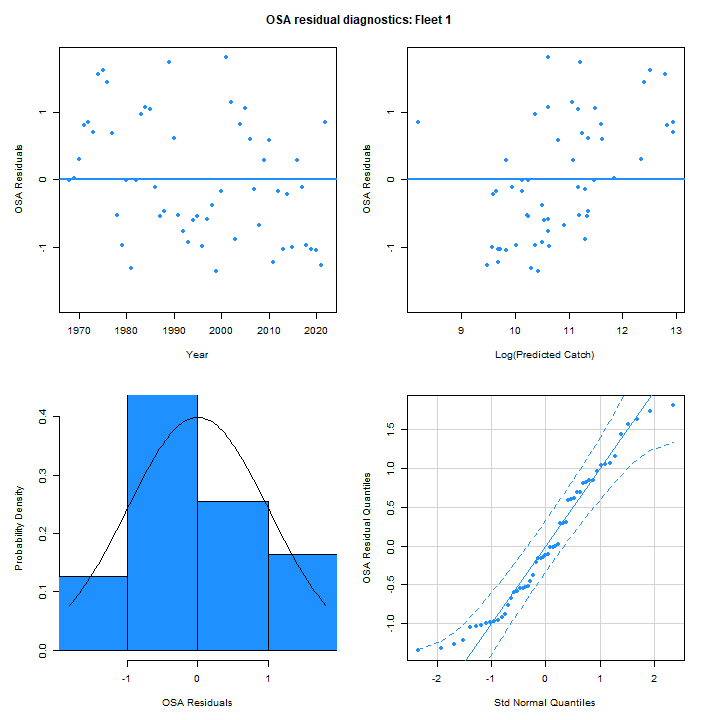 OSA residual diagnostics: Fleet 1
OSA Residuals
1
0
-1
1970 1980 1990 2000 2010 2020
Year
OSA Residuals
1
0
-1
9 10 11 12 13
Log(Predicted Catch)
Probability Density
0.4
0.3
0.2
0.1
0.0
-1 0 1
OSA Residuals
OSA Residual Quantiles
1.5
1.0
0.5
0.0
-0.5
-1.0
-2 -1 0 1 2
Std Normal Quantiles